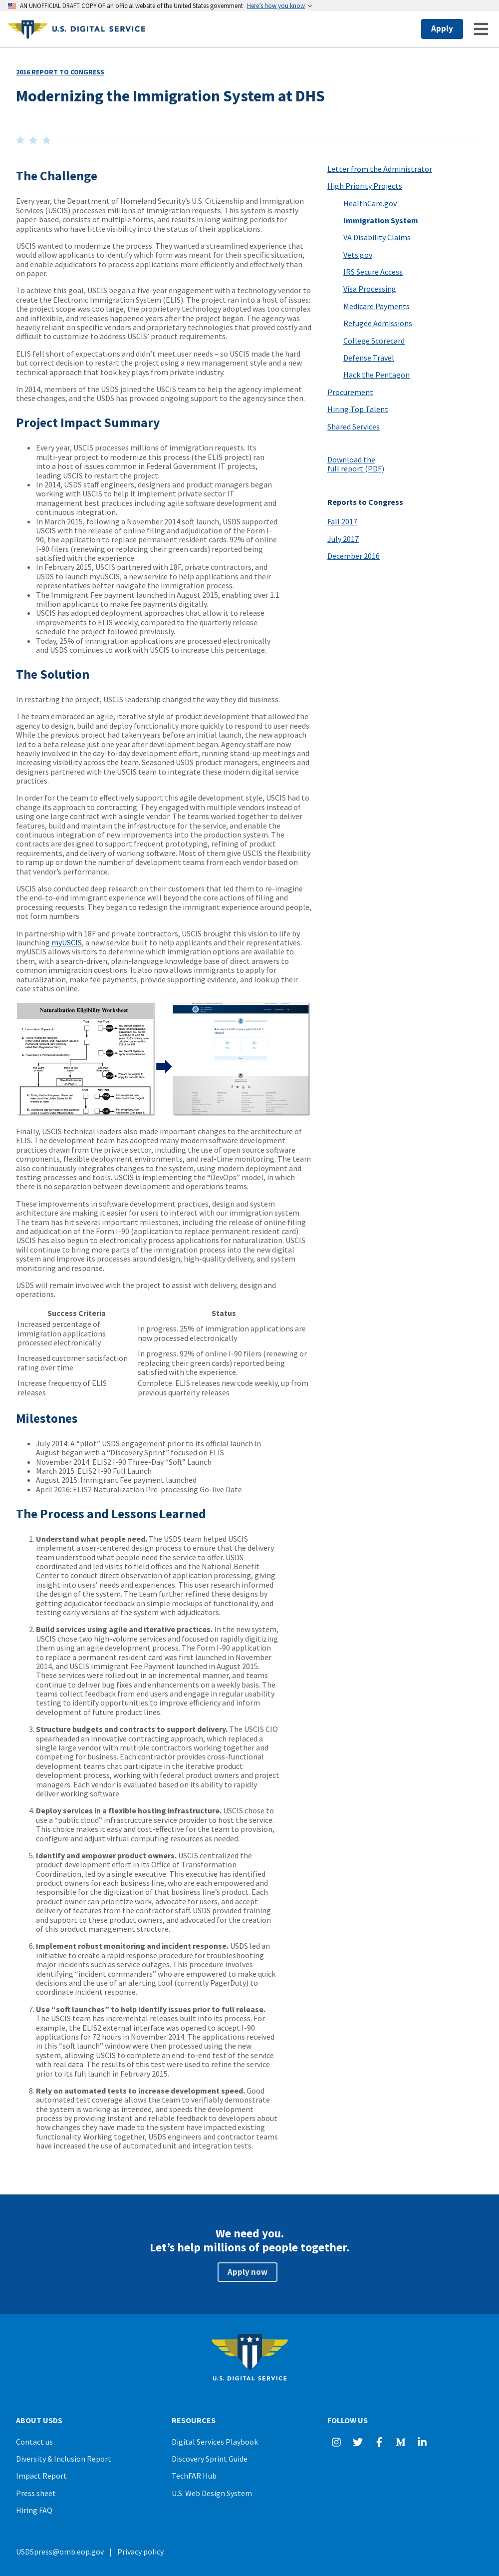 AN UNOFFICIAL DRAFT COPY OF an official website of the United States government Here's how you know
U.S. DIGITAL SERVICE
Apply
2016 REPORT TO CONGRESS
Modernizing the Immigration System at DHS
The Challenge
Every year, the Department of Homeland Security's U.S. Citizenship and Immigration
Services (USCIS) processes millions of immigration requests. This system is mostly
paper-based, consists of multiple forms, and results in long waiting periods for
applicants who have little visibility into the status of their applications.
USCIS wanted to modernize the process. They wanted a streamlined experience that
would allow applicants to identify which form was meant for their specific situation,
and enable adjudicators to process applications more efficiently and effectively than
on paper.
To achieve this goal, USCIS began a five-year engagement with a technology vendor to
create the Electronic Immigration System (ELIS). The project ran into a host of issues:
the project scope was too large, the proprietary technology adopted was too complex
and inflexible, and releases happened years after the project began. The system was
heavily reliant on specific vendors and proprietary technologies that proved costly and
difficult to customize to address USCIS' product requirements.
ELIS fell short of expectations and didn't meet user needs – so USCIS made the hard
but correct decision to restart the project using a new management style and a new
technical approach that took key plays from private industry.
In 2014, members of the USDS joined the USCIS team to help the agency implement
these changes, and the USDS has provided ongoing support to the agency since then.
Project Impact Summary
Every year, USCIS processes millions of immigration requests. Its
multi-year project to modernize this process (the ELIS project) ran
into a host of issues common in Federal Government IT projects,
leading USCIS to restart the project.
In 2014, USDS staff engineers, designers and product managers began
working with USCIS to help it implement private sector IT
management best practices including agile software development and
continuous integration.
In March 2015, following a November 2014 soft launch, USDS supported
USCIS with the release of online filing and adjudication of the Form I-
90, the application to replace permanent resident cards. 92% of online
I-90 filers (renewing or replacing their green cards) reported being
satisfied with the experience.
In February 2015, USCIS partnered with 18F, private contractors, and
USDS to launch myUSCIS, a new service to help applicants and their
representatives better navigate the immigration process.
The Immigrant Fee payment launched in August 2015, enabling over 1.1
million applicants to make fee payments digitally.
USCIS has adopted deployment approaches that allow it to release
improvements to ELIS weekly, compared to the quarterly release
schedule the project followed previously.
Today, 25% of immigration applications are processed electronically
and USDS continues to work with USCIS to increase this percentage.
The Solution
In restarting the project, USCIS leadership changed the way they did business.
The team embraced an agile, iterative style of product development that allowed the
agency to design, build and deploy functionality more quickly to respond to user needs.
While the previous project had taken years before an initial launch, the new approach
led to a beta release just one year after development began. Agency staff are now
heavily involved in the day-to-day development effort, running stand-up meetings and
increasing visibility across the team. Seasoned USDS product managers, engineers and
designers partnered with the USCIS team to integrate these modern digital service
practices.
In order for the team to effectively support this agile development style, USCIS had to
change its approach to contracting. They engaged with multiple vendors instead of
using one large contract with a single vendor. The teams worked together to deliver
features, build and maintain the infrastructure for the service, and enable the
continuous integration of new improvements into the production system. The
contracts are designed to support frequent prototyping, refining of product
requirements, and delivery of working software. Most of them give USCIS the flexibility
to ramp up or down the number of development teams from each vendor based on
that vendor's performance.
USCIS also conducted deep research on their customers that led them to re-imagine
the end-to-end immigrant experience well beyond the core actions of filing and
processing requests. They began to redesign the immigrant experience around people,
not form numbers.
In partnership with 18F and private contractors, USCIS brought this vision to life by
launching myUSCIS, a new service built to help applicants and their representatives.
myUSCIS allows visitors to determine which immigration options are available to
them, with a search-driven, plain-language knowledge base of direct answers to
common immigration questions. It also now allows immigrants to apply for
naturalization, make fee payments, provide supporting evidence, and look up their
case status online.
Naturalization Eligibility Worksheet
Finally, USCIS technical leaders also made important changes to the architecture of
ELIS. The development team has adopted many modern software development
practices drawn from the private sector, including the use of open source software
components, flexible deployment environments, and real-time monitoring. The team
also continuously integrates changes to the system, using modern deployment and
testing processes and tools. USCIS is implementing the "DevOps" model, in which
there is no separation between development and operations teams.
These improvements in software development practices, design and system
architecture are making it easier for users to interact with our immigration system.
The team has hit several important milestones, including the release of online filing
and adjudication of the Form I-90 (application to replace permanent resident card).
USCIS has also begun to electronically process applications for naturalization. USCIS
will continue to bring more parts of the immigration process into the new digital
system and improve its processes around design, high-quality delivery, and system
monitoring and response.
USDS will remain involved with the project to assist with delivery, design and
operations.
Success Criteria Status
Increased percentage of
immigration applications
processed electronically
In progress. 25% of immigration applications are
now processed electronically
Increased customer satisfaction
rating over time
In progress. 92% of online I-90 filers (renewing or
replacing their green cards) reported being
satisfied with the experience.
Increase frequency of ELIS
releases
Complete. ELIS releases new code weekly, up from
previous quarterly releases
Milestones
July 2014: A "pilot" USDS engagement prior to its official launch in
August began with a "Discovery Sprint" focused on ELIS
November 2014: ELIS2 I-90 Three-Day "Soft" Launch
March 2015: ELIS2 I-90 Full Launch
August 2015: Immigrant Fee payment launched
April 2016: ELIS2 Naturalization Pre-processing Go-live Date
The Process and Lessons Learned
1. Understand what people need. The USDS team helped USCIS
implement a user-centered design process to ensure that the delivery
team understood what people need the service to offer. USDS
coordinated and led visits to field offices and the National Benefit
Center to conduct direct observation of application processing, giving
insight into users' needs and experiences. This user research informed
the design of the system. The team further refined these designs by
getting adjudicator feedback on simple mockups of functionality, and
testing early versions of the system with adjudicators.
2. Build services using agile and iterative practices. In the new system,
USCIS chose two high-volume services and focused on rapidly digitizing
them using an agile development process. The Form I-90 application
to replace a permanent resident card was first launched in November
2014, and USCIS Immigrant Fee Payment launched in August 2015.
These services were rolled out in an incremental manner, and teams
continue to deliver bug fixes and enhancements on a weekly basis. The
teams collect feedback from end users and engage in regular usability
testing to identify opportunities to improve efficiency and inform
development of future product lines.
3. Structure budgets and contracts to support delivery. The USCIS CIO
spearheaded an innovative contracting approach, which replaced a
single large vendor with multiple contractors working together and
competing for business. Each contractor provides cross-functional
development teams that participate in the iterative product
development process, working with federal product owners and project
managers. Each vendor is evaluated based on its ability to rapidly
deliver working software.
4. Deploy services in a flexible hosting infrastructure. USCIS chose to
use a "public cloud" infrastructure service provider to host the service.
This choice makes it easy and cost-effective for the team to provision,
configure and adjust virtual computing resources as needed.
5. Identify and empower product owners. USCIS centralized the
product development effort in its Office of Transformation
Coordination, led by a single executive. This executive has identified
product owners for each business line, who are each empowered and
responsible for the digitization of that business line's product. Each
product owner can prioritize work, advocate for users, and accept
delivery of features from the contractor staff. USDS provided training
and support to these product owners, and advocated for the creation
of this product management structure.
6. Implement robust monitoring and incident response. USDS led an
initiative to create a rapid response procedure for troubleshooting
major incidents such as service outages. This procedure involves
identifying "incident commanders" who are empowered to make quick
decisions and the use of an alerting tool (currently PagerDuty) to
coordinate incident response.
7. Use "soft launches" to help identify issues prior to full release.
The USCIS team has incremental releases built into its process. For
example, the ELIS2 external interface was opened to accept I-90
applications for 72 hours in November 2014. The applications received
in this "soft launch" window were then processed using the new
system, allowing USCIS to complete an end-to-end test of the service
with real data. The results of this test were used to refine the service
prior to its full launch in February 2015.
8. Rely on automated tests to increase development speed. Good
automated test coverage allows the team to verifiably demonstrate
the system is working as intended, and speeds the development
process by providing instant and reliable feedback to developers about
how changes they have made to the system have impacted existing
functionality. Working together, USDS engineers and contractor teams
have increased the use of automated unit and integration tests.
Letter from the Administrator
High Priority Projects
HealthCare.gov
Immigration System
VA Disability Claims
Vets.gov
IRS Secure Access
Visa Processing
Medicare Payments
Refugee Admissions
College Scorecard
Defense Travel
Hack the Pentagon
Procurement
Hiring Top Talent
Shared Services
Download the
full report (PDF)
Reports to Congress
Fall 2017
July 2017
December 2016
We need you.
Let's help millions of people together.
Apply now
U.S. DIGITAL SERVICE
ABOUT USDS
Contact us
Diversity & Inclusion Report
Impact Report
Press sheet
Hiring FAQ
RESOURCES
Digital Services Playbook
Discovery Sprint Guide
TechFAR Hub
U.S. Web Design System
FOLLOW US
USDSpress@omb.eop.gov | Privacy policy